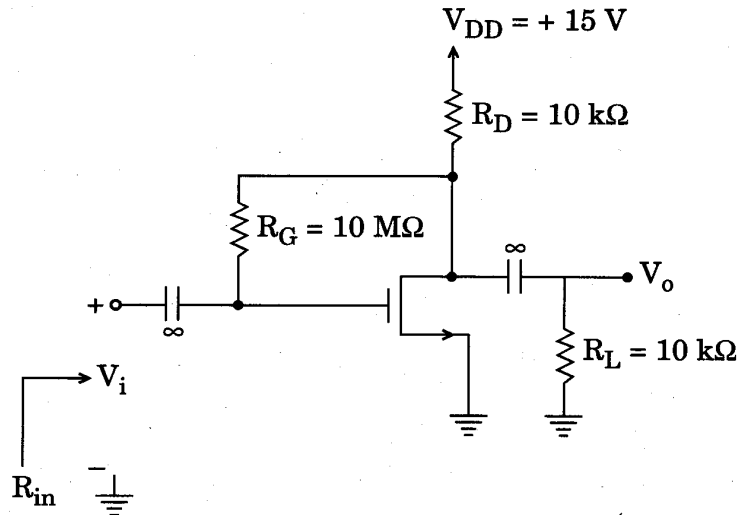 V_DD = + 15 V
R_D = 10 kΩ
R_G = 10 MΩ
∞
V_o
+
∞
R_L = 10 kΩ
V_i
−
R_in